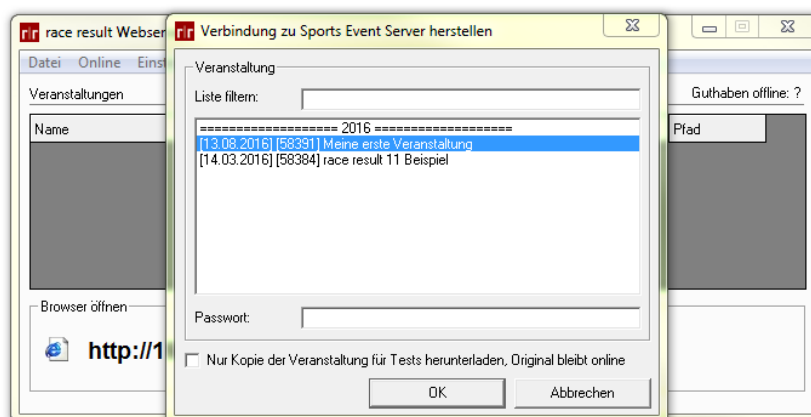 race result Webser
Verbindung zu Sports Event Server herstellen
Datei Online Einst
Veranstaltungen
Guthaben offline: ?
Name
Pfad
Veranstaltung
Liste filtern:
=================== 2016 ===================
[13.08.2016] [58391] Meine erste Veranstaltung
[14.03.2016] [58384] race result 11 Beispiel
Passwort:
Browser öffnen
http://1
Nur Kopie der Veranstaltung für Tests herunterladen, Original bleibt online
OK
Abbrechen